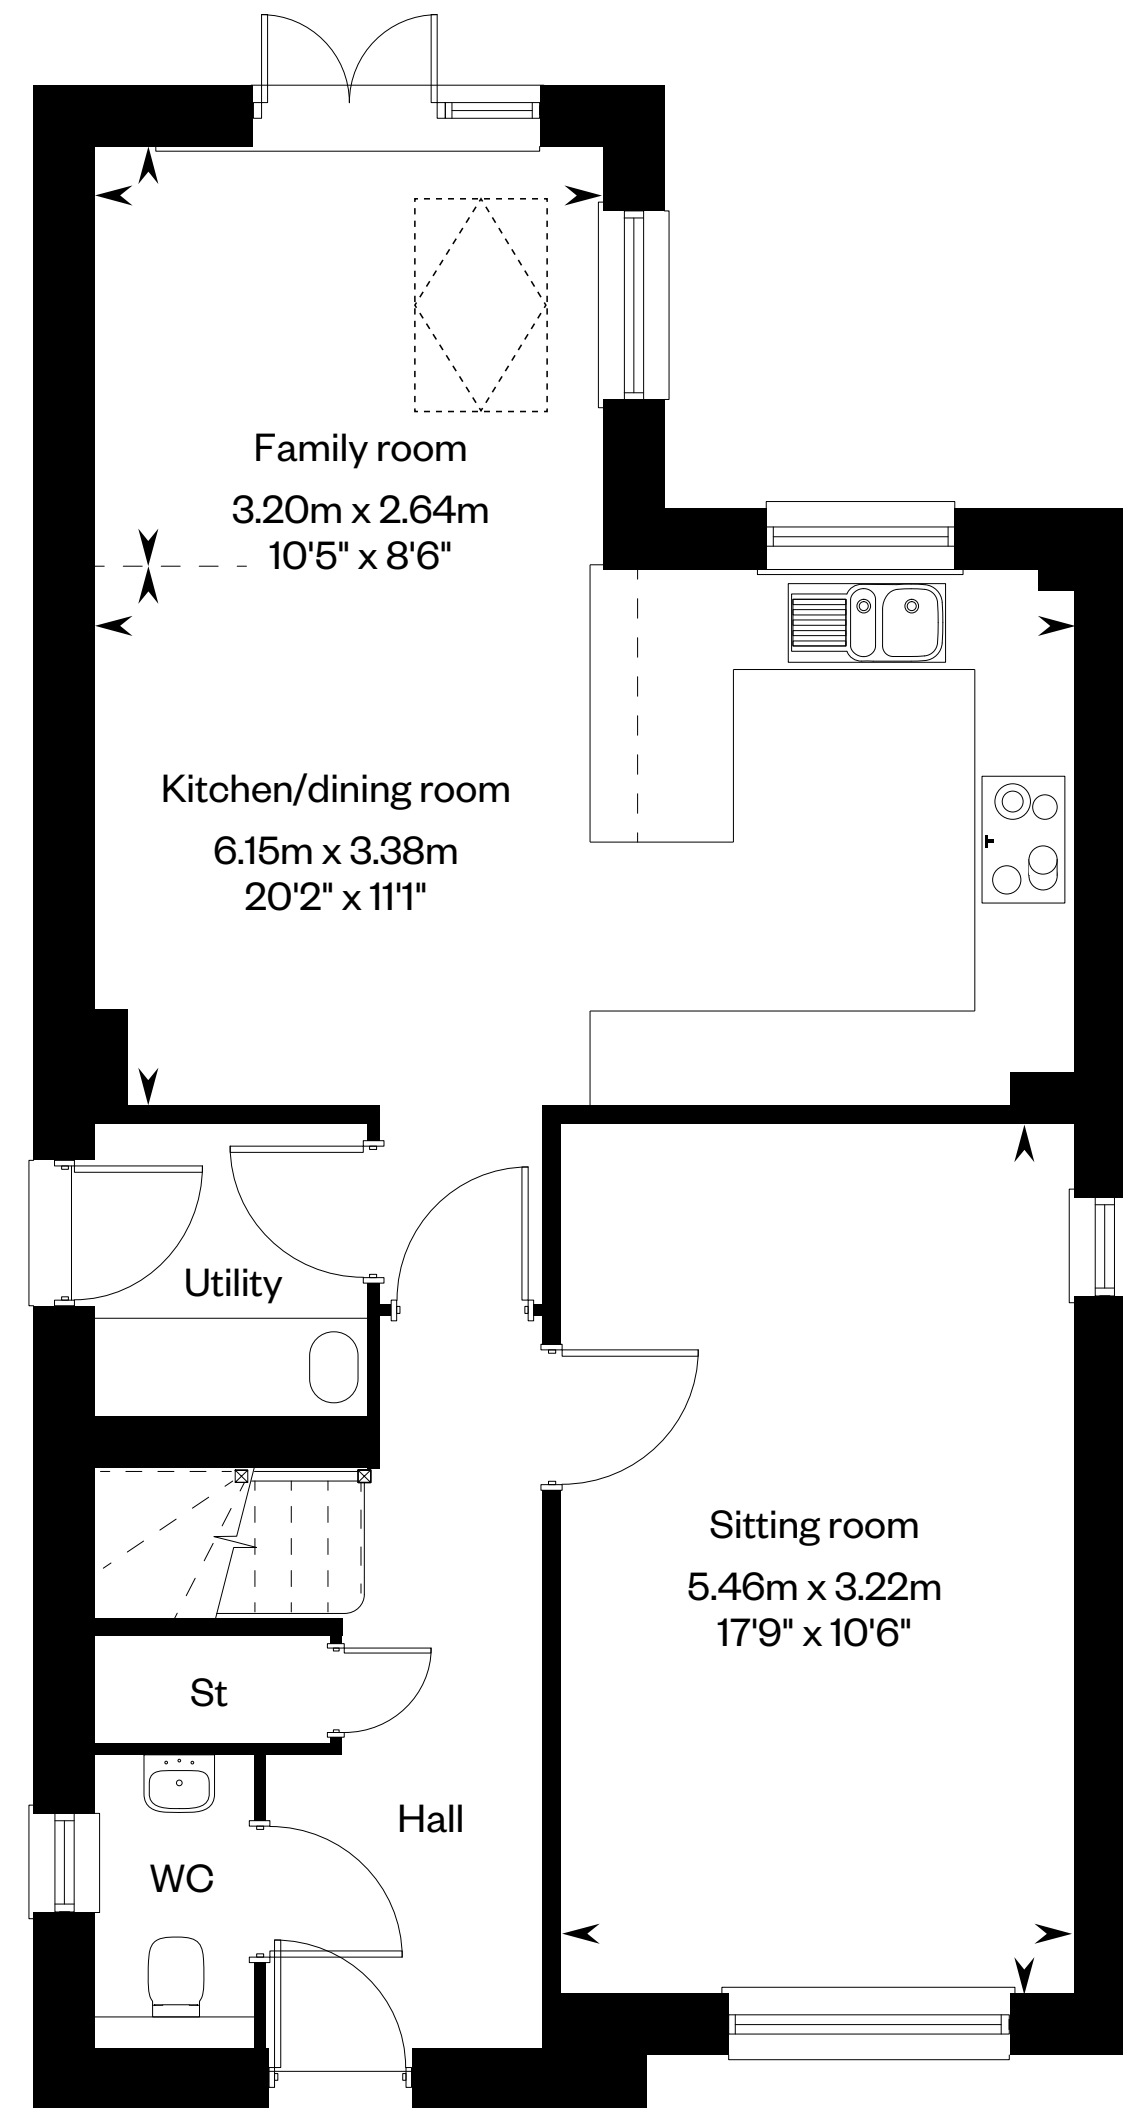 Family room
3.20m x 2.64m
10'5" x 8'6"
Kitchen/dining room
6.15m x 3.38m
20'2" x 11'1"
Utility
Sitting room
5.46m x 3.22m
17'9" x 10'6"
St
Hall
WC